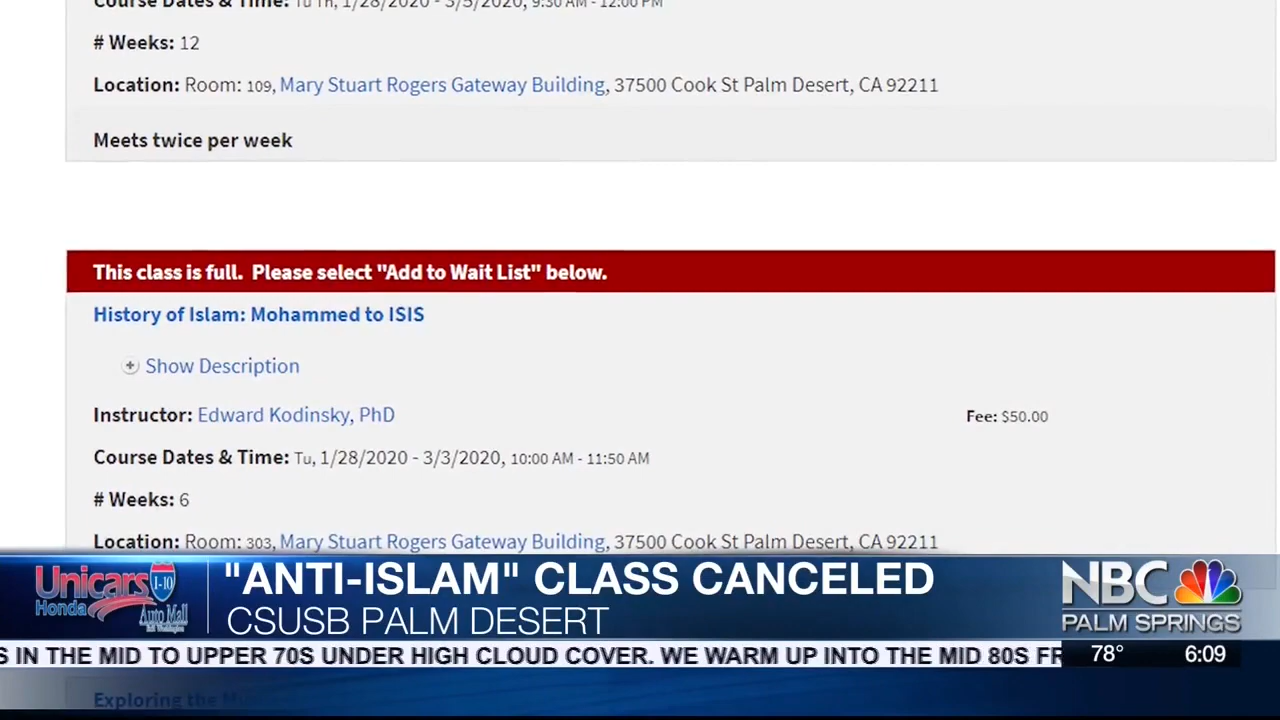 Course Dates & Time: Tu Th, 1/28/2020 - 3/5/2020, 9:30 AM - 12:00 PM
# Weeks: 12
Location: Room: 109, Mary Stuart Rogers Gateway Building, 37500 Cook St Palm Desert, CA 92211
Meets twice per week
This class is full. Please select "Add to Wait List" below.
History of Islam: Mohammed to ISIS
+ Show Description
Instructor: Edward Kodinsky, PhD
Fee: $50.00
Course Dates & Time: Tu, 1/28/2020 - 3/3/2020, 10:00 AM - 11:50 AM
# Weeks: 6
Location: Room: 303, Mary Stuart Rogers Gateway Building, 37500 Cook St Palm Desert, CA 92211
Unicars
Honda
I-10
Auto Mall
"ANTI-ISLAM" CLASS CANCELED
CSUSB PALM DESERT
NBC
PALM SPRINGS
S IN THE MID TO UPPER 70S UNDER HIGH CLOUD COVER. WE WARM UP INTO THE MID 80S FR
78° 6:09
Exploring the